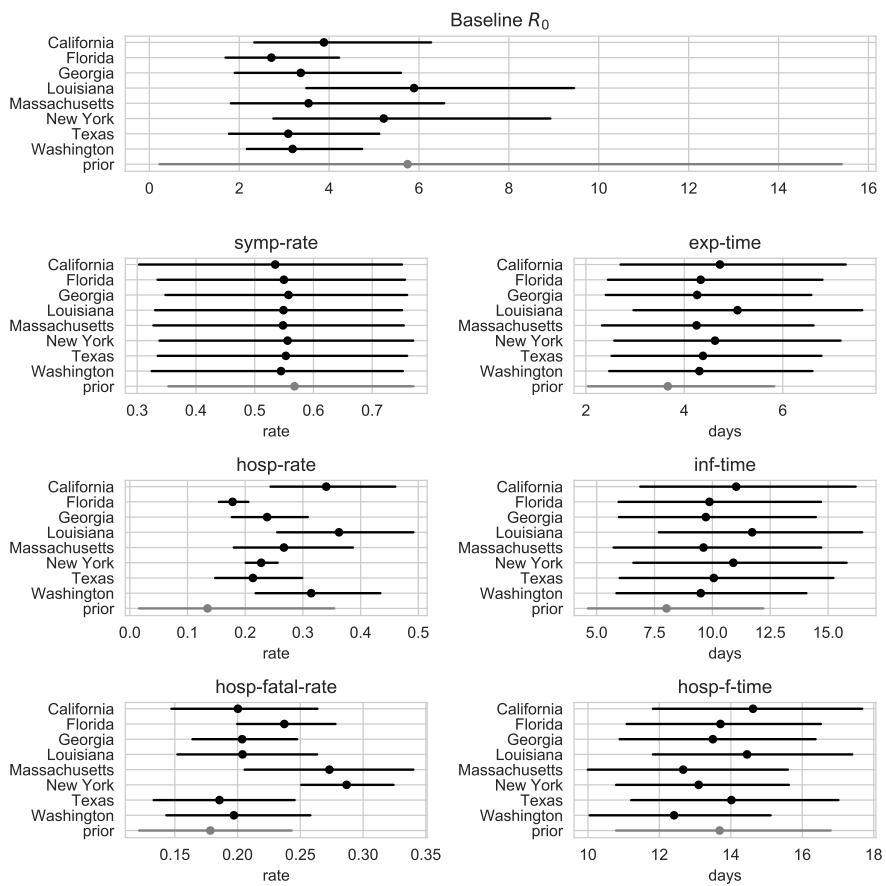 Baseline R0
California
Florida
Georgia
Louisiana
Massachusetts
New York
Texas
Washington
prior
0 2 4 6 8 10 12 14 16
symp-rate
California
Florida
Georgia
Louisiana
Massachusetts
New York
Texas
Washington
prior
0.3 0.4 0.5 0.6 0.7
rate
exp-time
California
Florida
Georgia
Louisiana
Massachusetts
New York
Texas
Washington
prior
2 4 6
days
hosp-rate
California
Florida
Georgia
Louisiana
Massachusetts
New York
Texas
Washington
prior
0.0 0.1 0.2 0.3 0.4 0.5
rate
inf-time
California
Florida
Georgia
Louisiana
Massachusetts
New York
Texas
Washington
prior
5.0 7.5 10.0 12.5 15.0
days
hosp-fatal-rate
California
Florida
Georgia
Louisiana
Massachusetts
New York
Texas
Washington
prior
0.15 0.20 0.25 0.30 0.35
rate
hosp-f-time
California
Florida
Georgia
Louisiana
Massachusetts
New York
Texas
Washington
prior
10 12 14 16 18
days